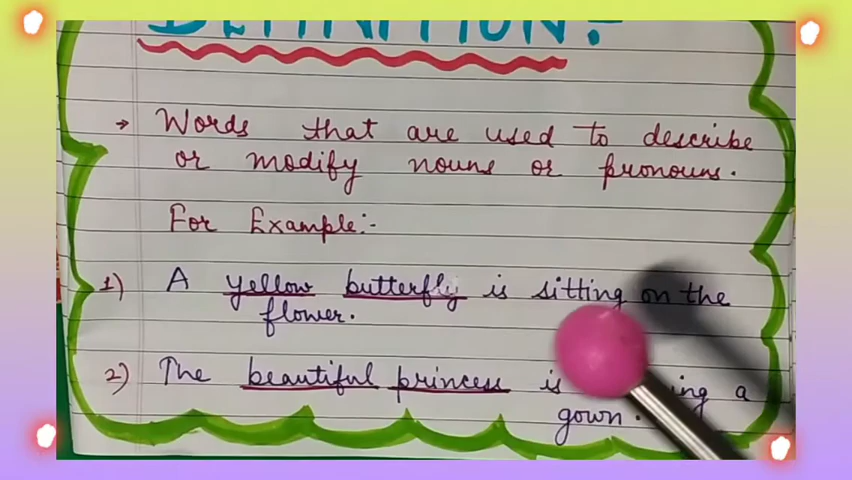 DEFINITION:-
→ Words that are used to describe
or modify nouns or pronouns.
For Example:-
1) A yellow butterfly is sitting on the
flower.
2) The beautiful princess is a
gown.